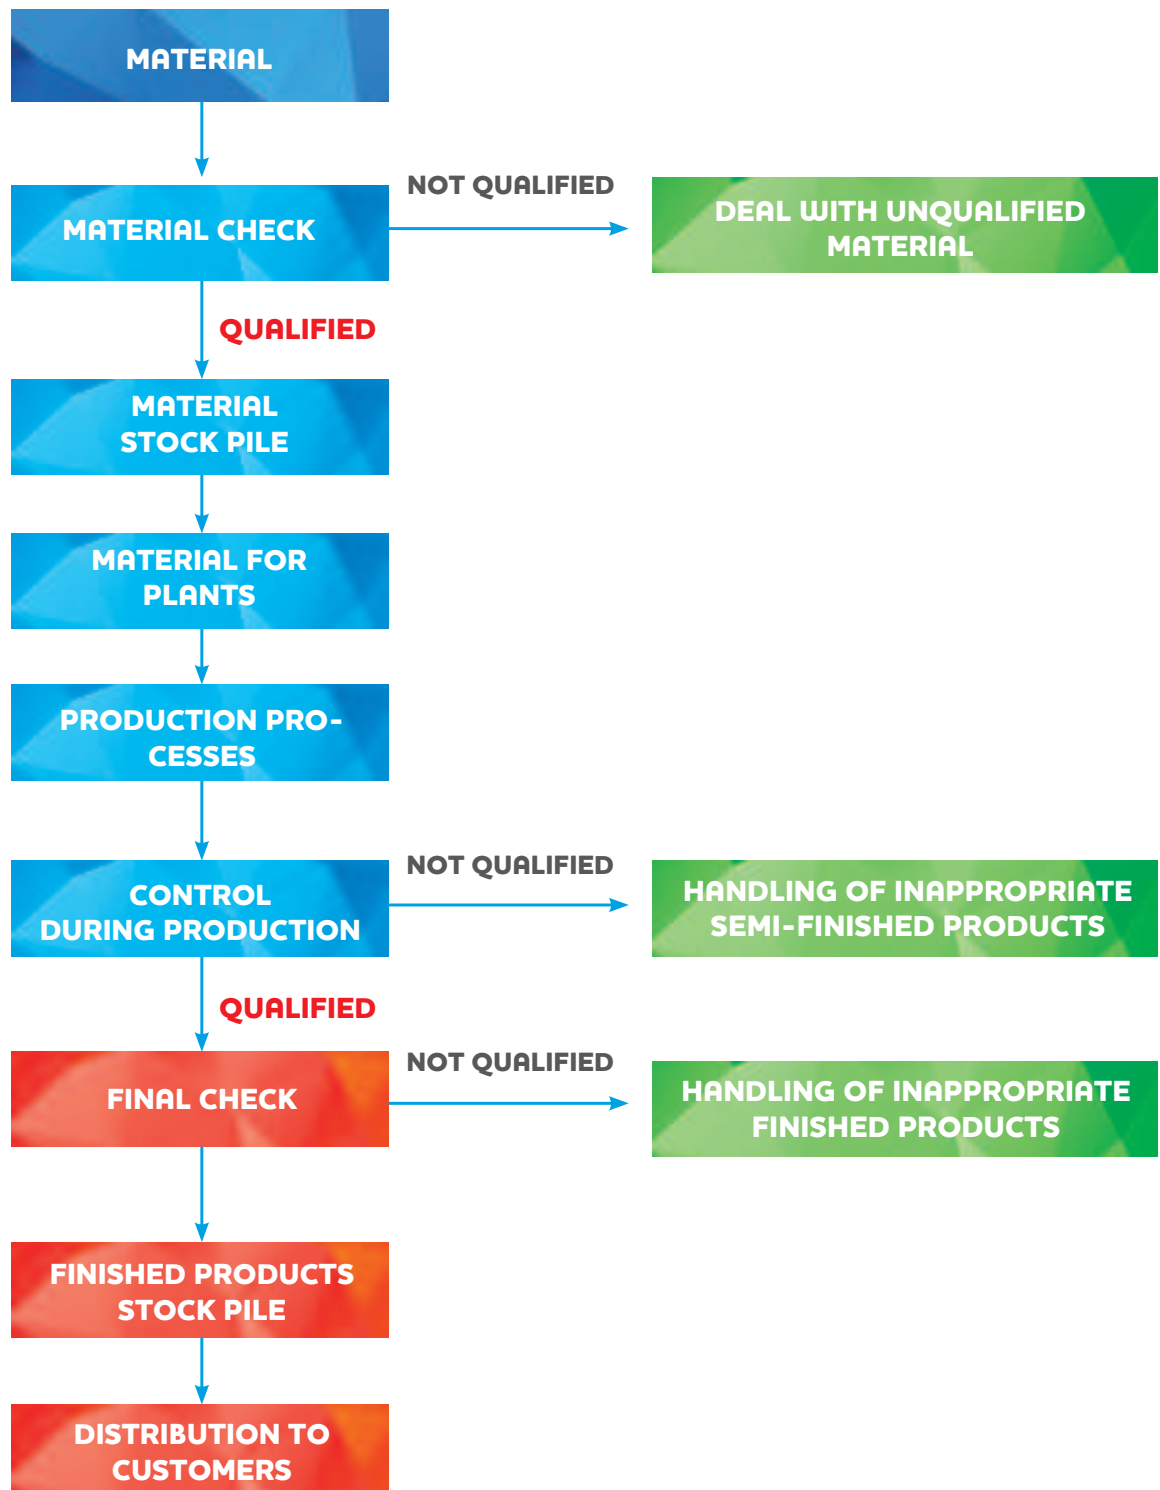 MATERIAL
MATERIAL CHECK
NOT QUALIFIED
DEAL WITH UNQUALIFIED
MATERIAL
QUALIFIED
MATERIAL
STOCK PILE
MATERIAL FOR
PLANTS
PRODUCTION PRO-
CESSES
CONTROL
DURING PRODUCTION
NOT QUALIFIED
HANDLING OF INAPPROPRIATE
SEMI-FINISHED PRODUCTS
QUALIFIED
FINAL CHECK
NOT QUALIFIED
HANDLING OF INAPPROPRIATE
FINISHED PRODUCTS
FINISHED PRODUCTS
STOCK PILE
DISTRIBUTION TO
CUSTOMERS